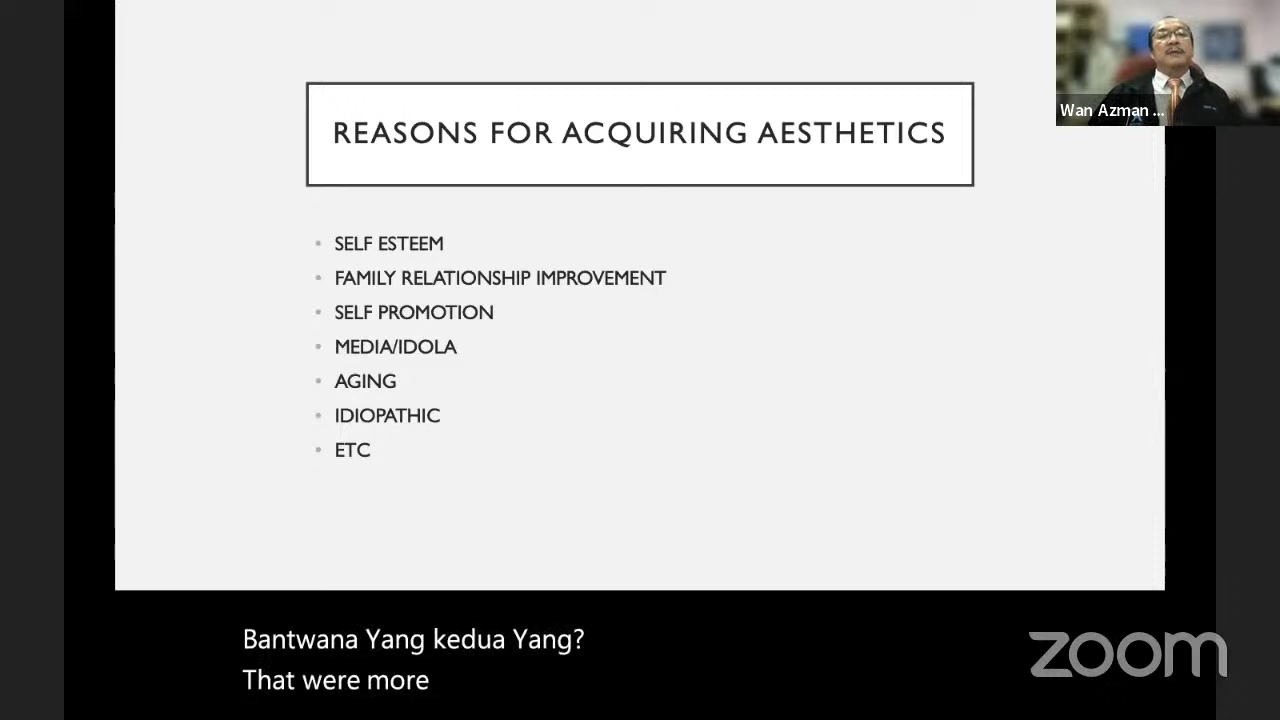 REASONS FOR ACQUIRING AESTHETICS
Wan Azman ...
• SELF ESTEEM
• FAMILY RELATIONSHIP IMPROVEMENT
• SELF PROMOTION
• MEDIA/IDOLA
• AGING
• IDIOPATHIC
• ETC
Bantwana Yang kedua Yang?
That were more
zoom